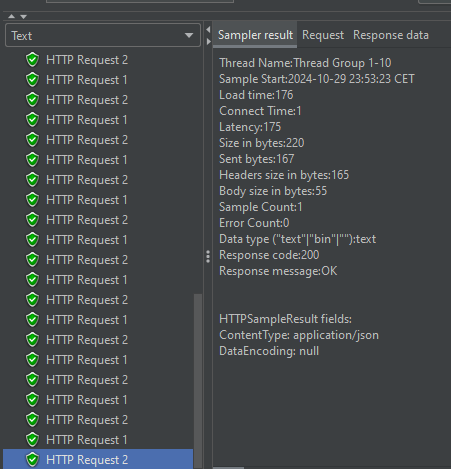 Text
HTTP Request 2
HTTP Request 1
HTTP Request 2
HTTP Request 1
HTTP Request 2
HTTP Request 1
HTTP Request 2
HTTP Request 1
HTTP Request 2
HTTP Request 1
HTTP Request 2
HTTP Request 1
HTTP Request 2
HTTP Request 1
HTTP Request 2
HTTP Request 1
HTTP Request 2
HTTP Request 1
HTTP Request 2
HTTP Request 1
HTTP Request 2
Sampler result Request Response data
Thread Name:Thread Group 1-10
Sample Start:2024-10-29 23:53:23 CET
Load time:176
Connect Time:1
Latency:175
Size in bytes:220
Sent bytes:167
Headers size in bytes:165
Body size in bytes:55
Sample Count:1
Error Count:0
Data type ("text"|"bin"|""):text
Response code:200
Response message:OK
HTTPSampleResult fields:
ContentType: application/json
DataEncoding: null